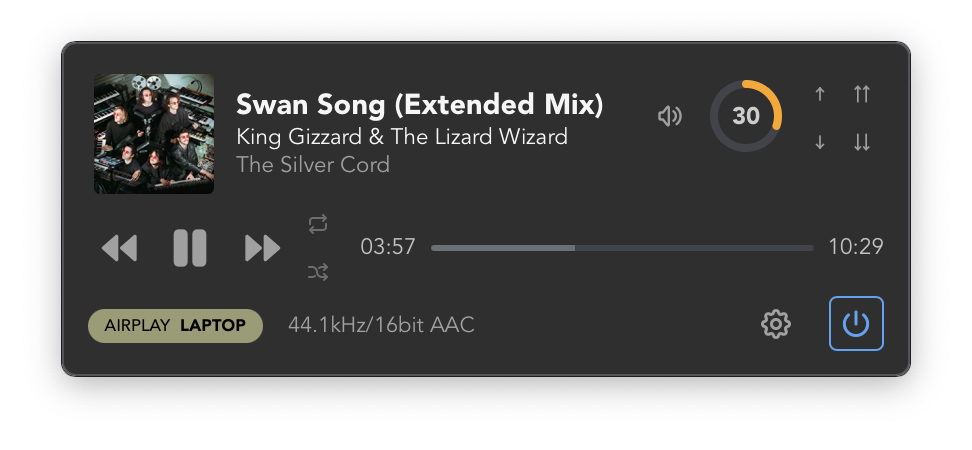 Swan Song (Extended Mix)
King Gizzard & The Lizard Wizard
The Silver Cord
30
03:57
10:29
AIRPLAY LAPTOP
44.1kHz/16bit AAC